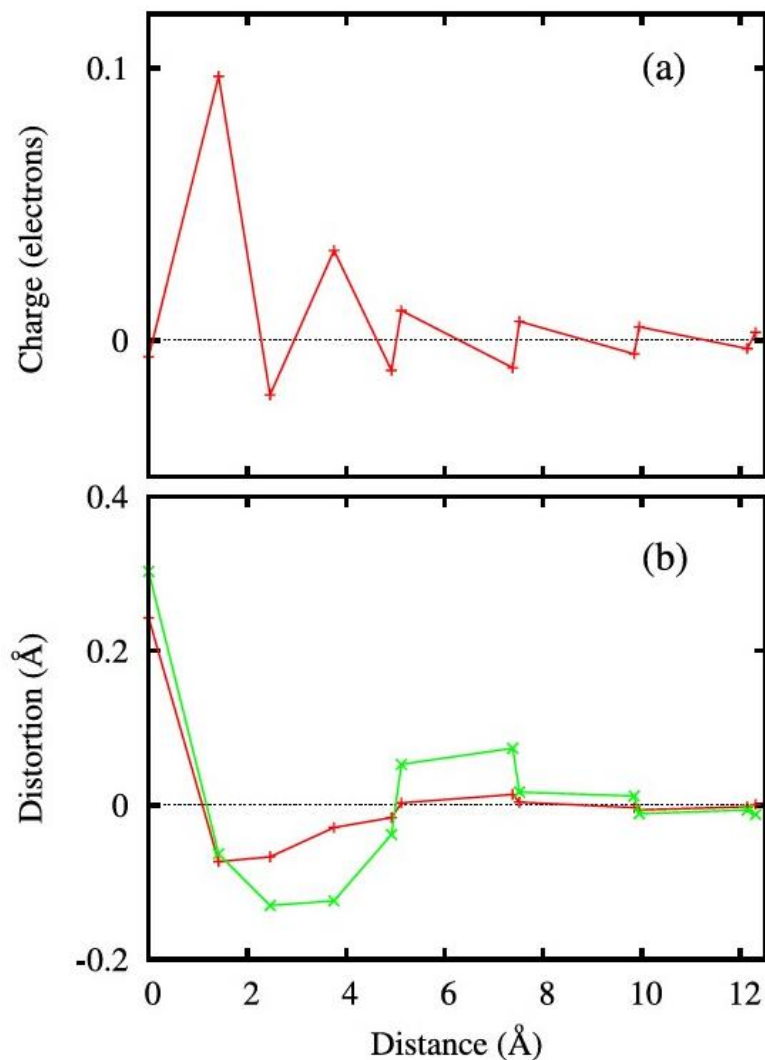 (a)
0.1
0
Charge (electrons)
(b)
0.4
0.2
0
-0.2
Distortion (Å)
0 2 4 6 8 10 12
Distance (Å)